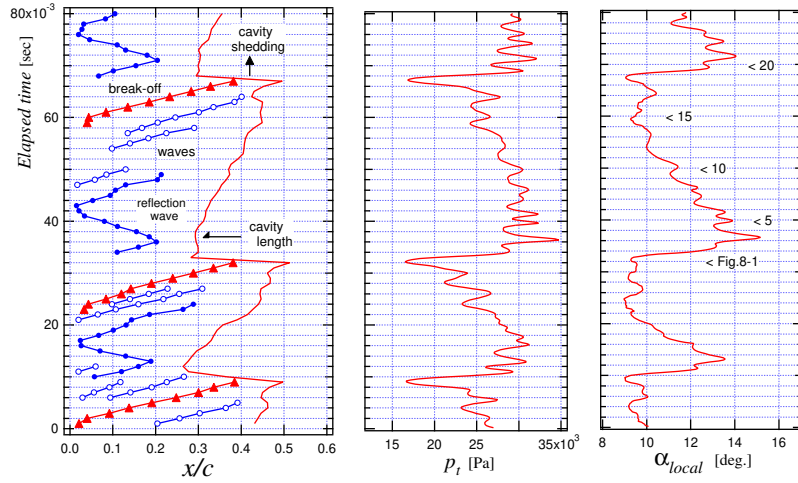 80x10⁻³
60
40
20
0
Elapsed time [sec]
cavity
shedding
break-off
waves
reflection
wave
cavity
length
0.0 0.1 0.2 0.3 0.4 0.5 0.6
x/c
15 20 25 35x10³
pₜ [Pa]
< 20
< 15
< 10
< 5
< Fig.8-1
8 10 12 14 16
α_local [deg.]